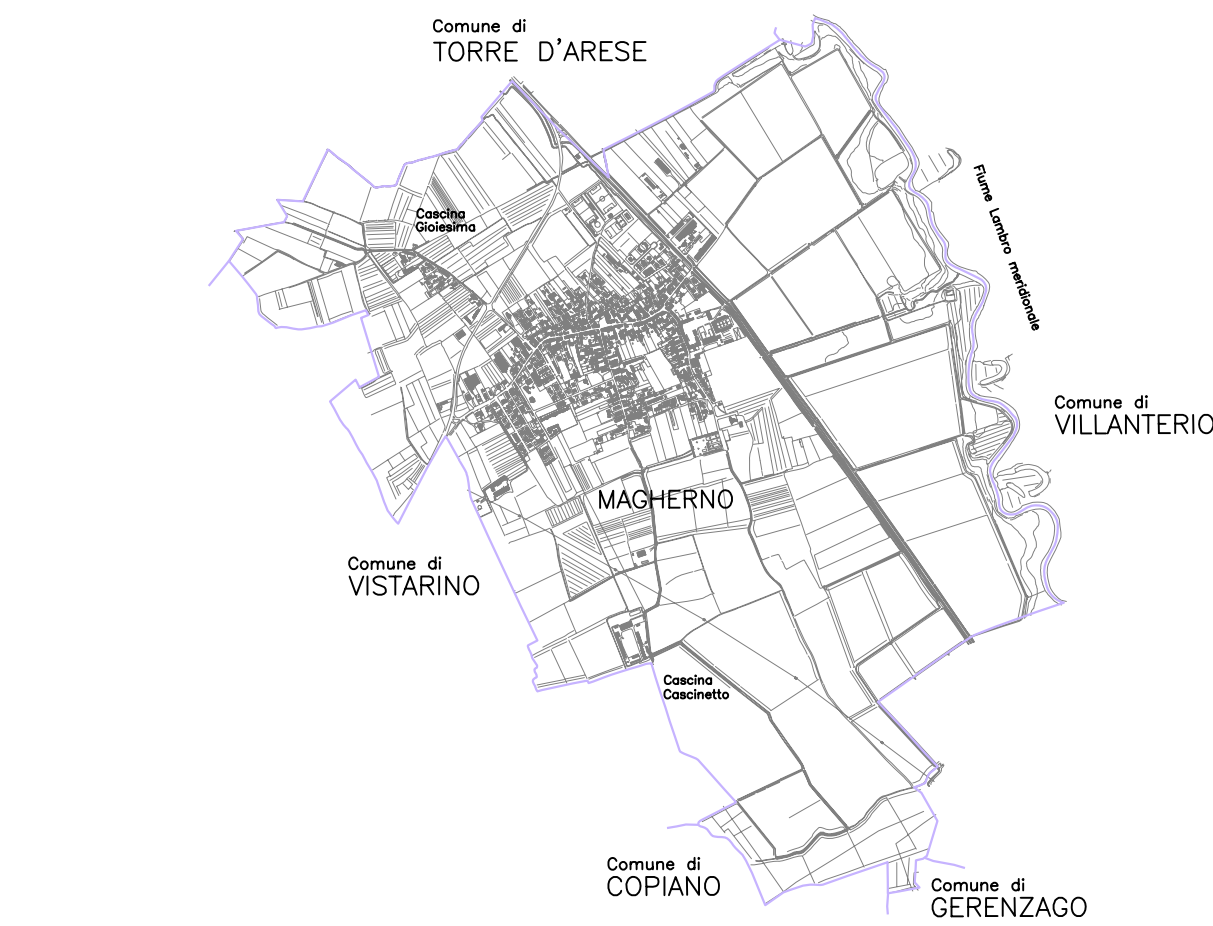 Comune di
TORRE D'ARESE
Cascina
Gioiesima
Fiume Lambro meridionale
Comune di
VILLANTERIO
MAGHERNO
Comune di
VISTARINO
Cascina
Cascinetto
Comune di
COPIANO
Comune di
GERENZAGO